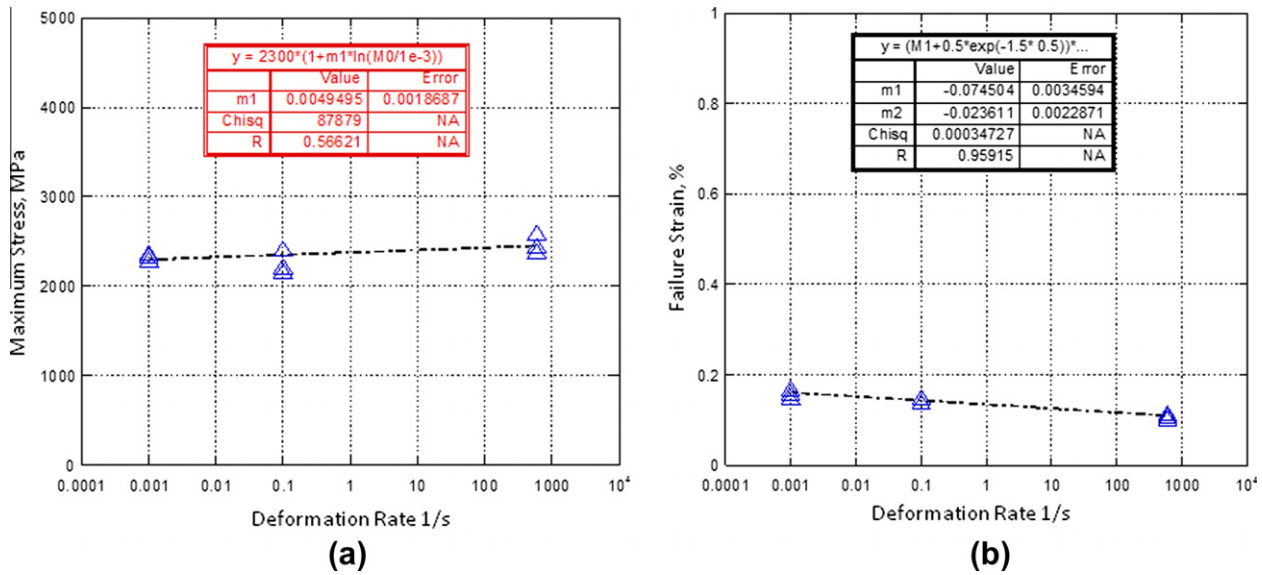 5000
4000
3000
2000
1000
0
Maximum Stress, MPa
y = 2300*(1+m1*ln(M0/1e-3))
Value Error
m1 0.0049495 0.0018687
Chisq 87879 NA
R 0.56621 NA
0.0001 0.001 0.01 0.1 1 10 100 1000 10⁴
Deformation Rate 1/s
(a)
1
0.8
0.6
0.4
0.2
0
Failure Strain, %
y = (M1+0.5*exp(-1.5* 0.5))*...
Value Error
m1 -0.074504 0.0034594
m2 -0.023611 0.0022871
Chisq 0.00034727 NA
R 0.95915 NA
0.0001 0.001 0.01 0.1 1 10 100 1000 10⁴
Deformation Rate 1/s
(b)